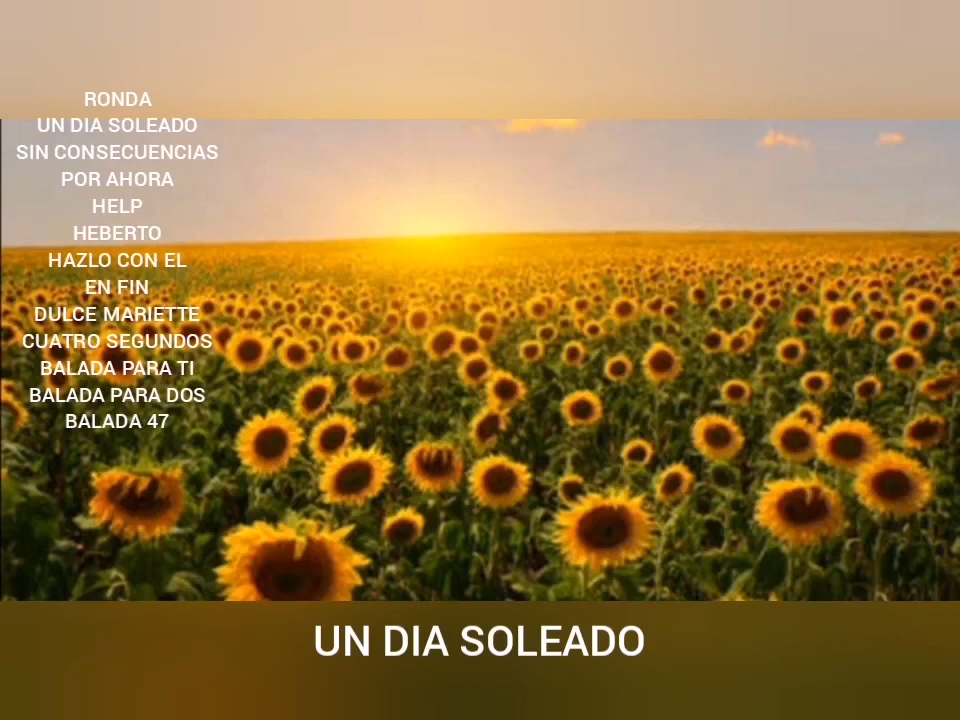 RONDA
UN DIA SOLEADO
SIN CONSECUENCIAS
POR AHORA
HELP
HEBERTO
HAZLO CON EL
EN FIN
DULCE MARIETTE
CUATRO SEGUNDOS
BALADA PARA TI
BALADA PARA DOS
BALADA 47
UN DIA SOLEADO